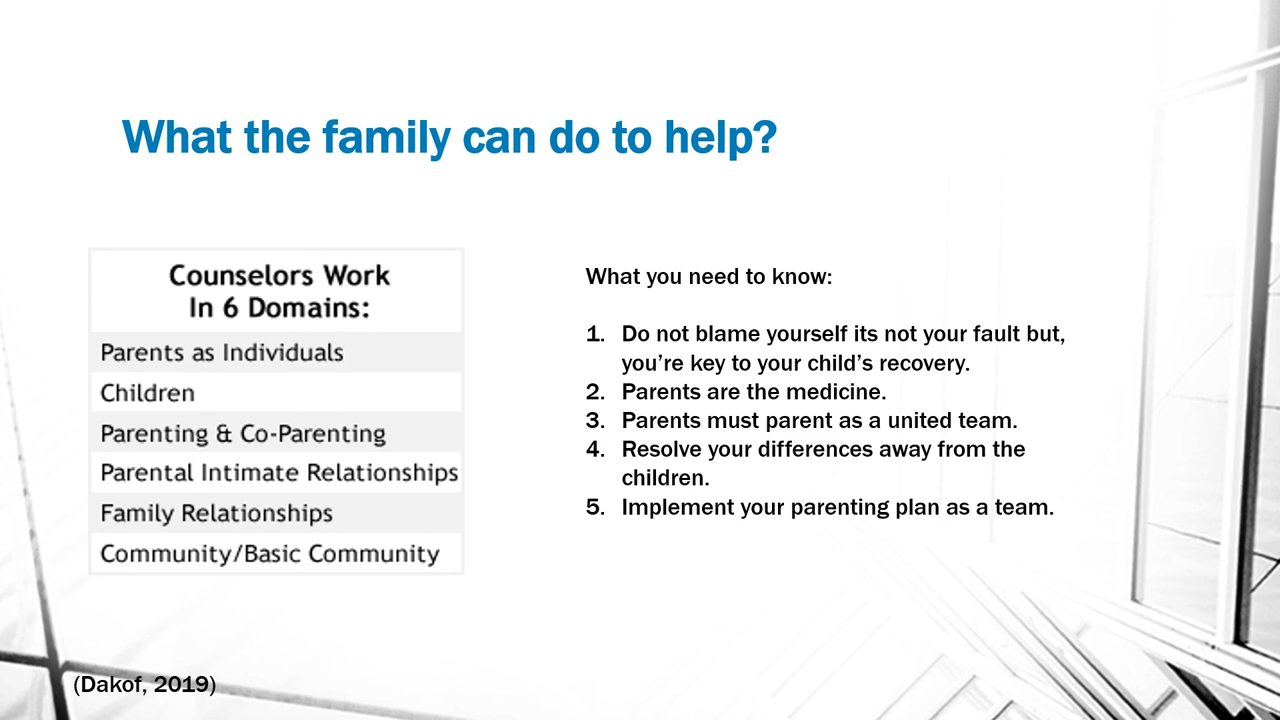 What the family can do to help?
Counselors Work
In 6 Domains:
Parents as Individuals
Children
Parenting & Co-Parenting
Parental Intimate Relationships
Family Relationships
Community/Basic Community
What you need to know:
1. Do not blame yourself its not your fault but,
you’re key to your child’s recovery.
2. Parents are the medicine.
3. Parents must parent as a united team.
4. Resolve your differences away from the
children.
5. Implement your parenting plan as a team.
(Dakof, 2019)